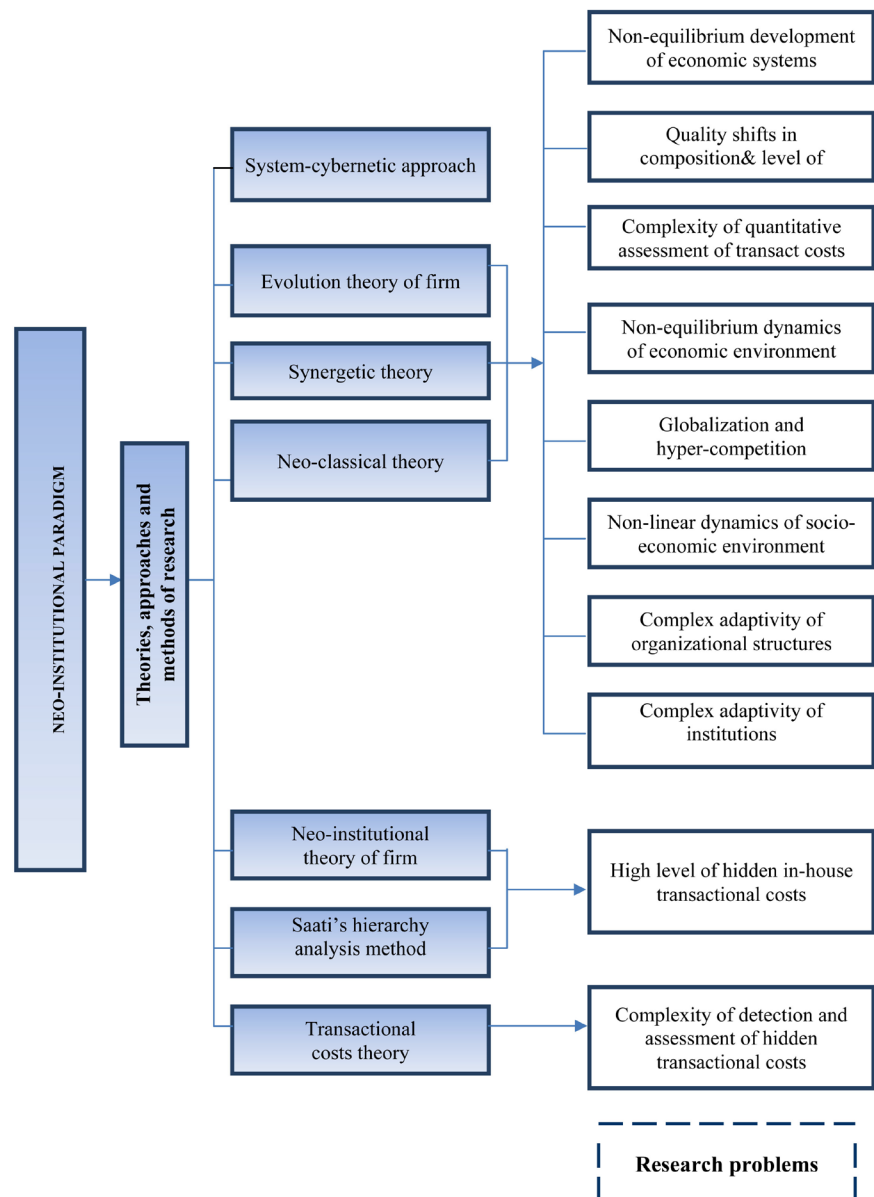 NEO-INSTITUTIONAL PARADIGM
Theories, approaches and
methods of research
System-cybernetic approach
Evolution theory of firm
Synergetic theory
Neo-classical theory
Neo-institutional
theory of firm
Saati's hierarchy
analysis method
Transactional
costs theory
Non-equilibrium development
of economic systems
Quality shifts in
composition& level of
Complexity of quantitative
assessment of transact costs
Non-equilibrium dynamics
of economic environment
Globalization and
hyper-competition
Non-linear dynamics of socio-
economic environment
Complex adaptivity of
organizational structures
Complex adaptivity of
institutions
High level of hidden in-house
transactional costs
Complexity of detection and
assessment of hidden
transactional costs
Research problems